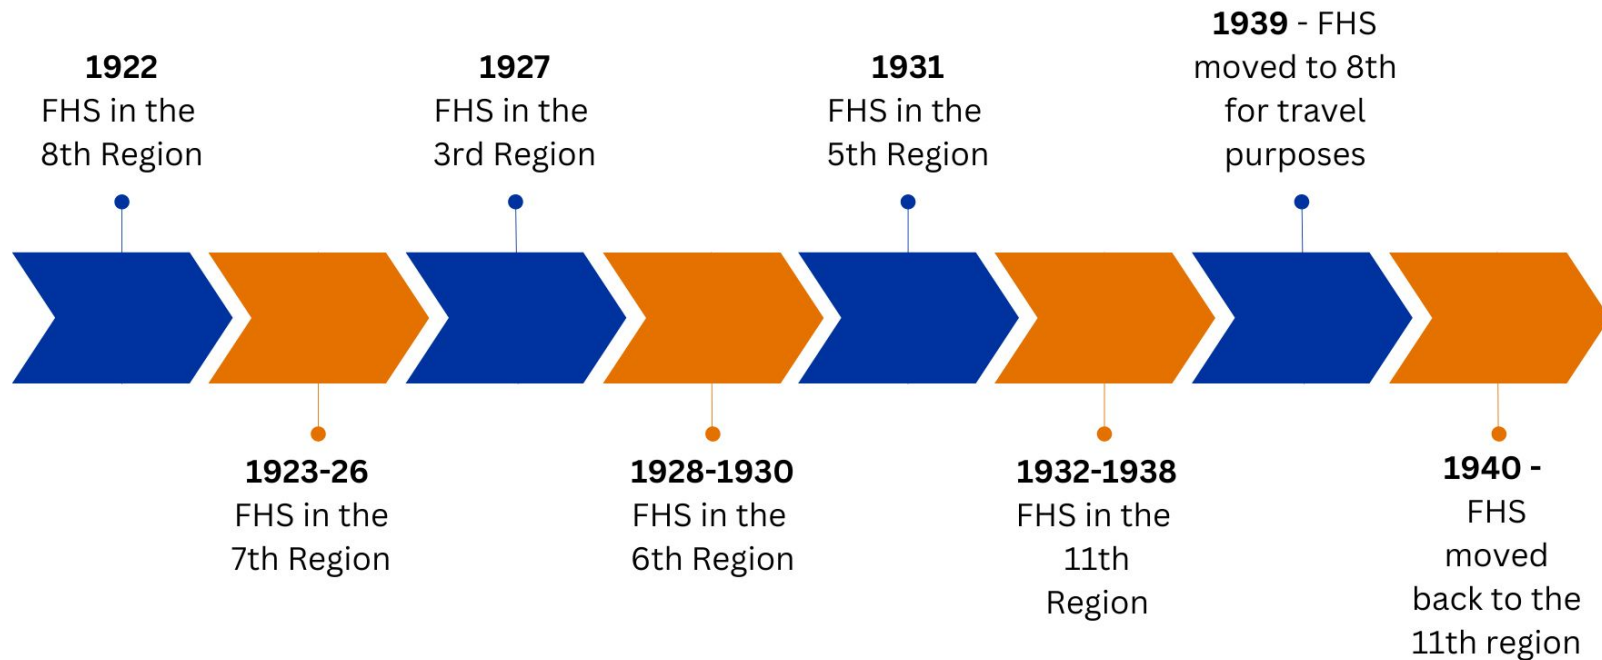 1922
FHS in the
8th Region
1923-26
FHS in the
7th Region
1927
FHS in the
3rd Region
1928-1930
FHS in the
6th Region
1931
FHS in the
5th Region
1932-1938
FHS in the
11th
Region
1939 - FHS
moved to 8th
for travel
purposes
1940 -
FHS
moved
back to the
11th region